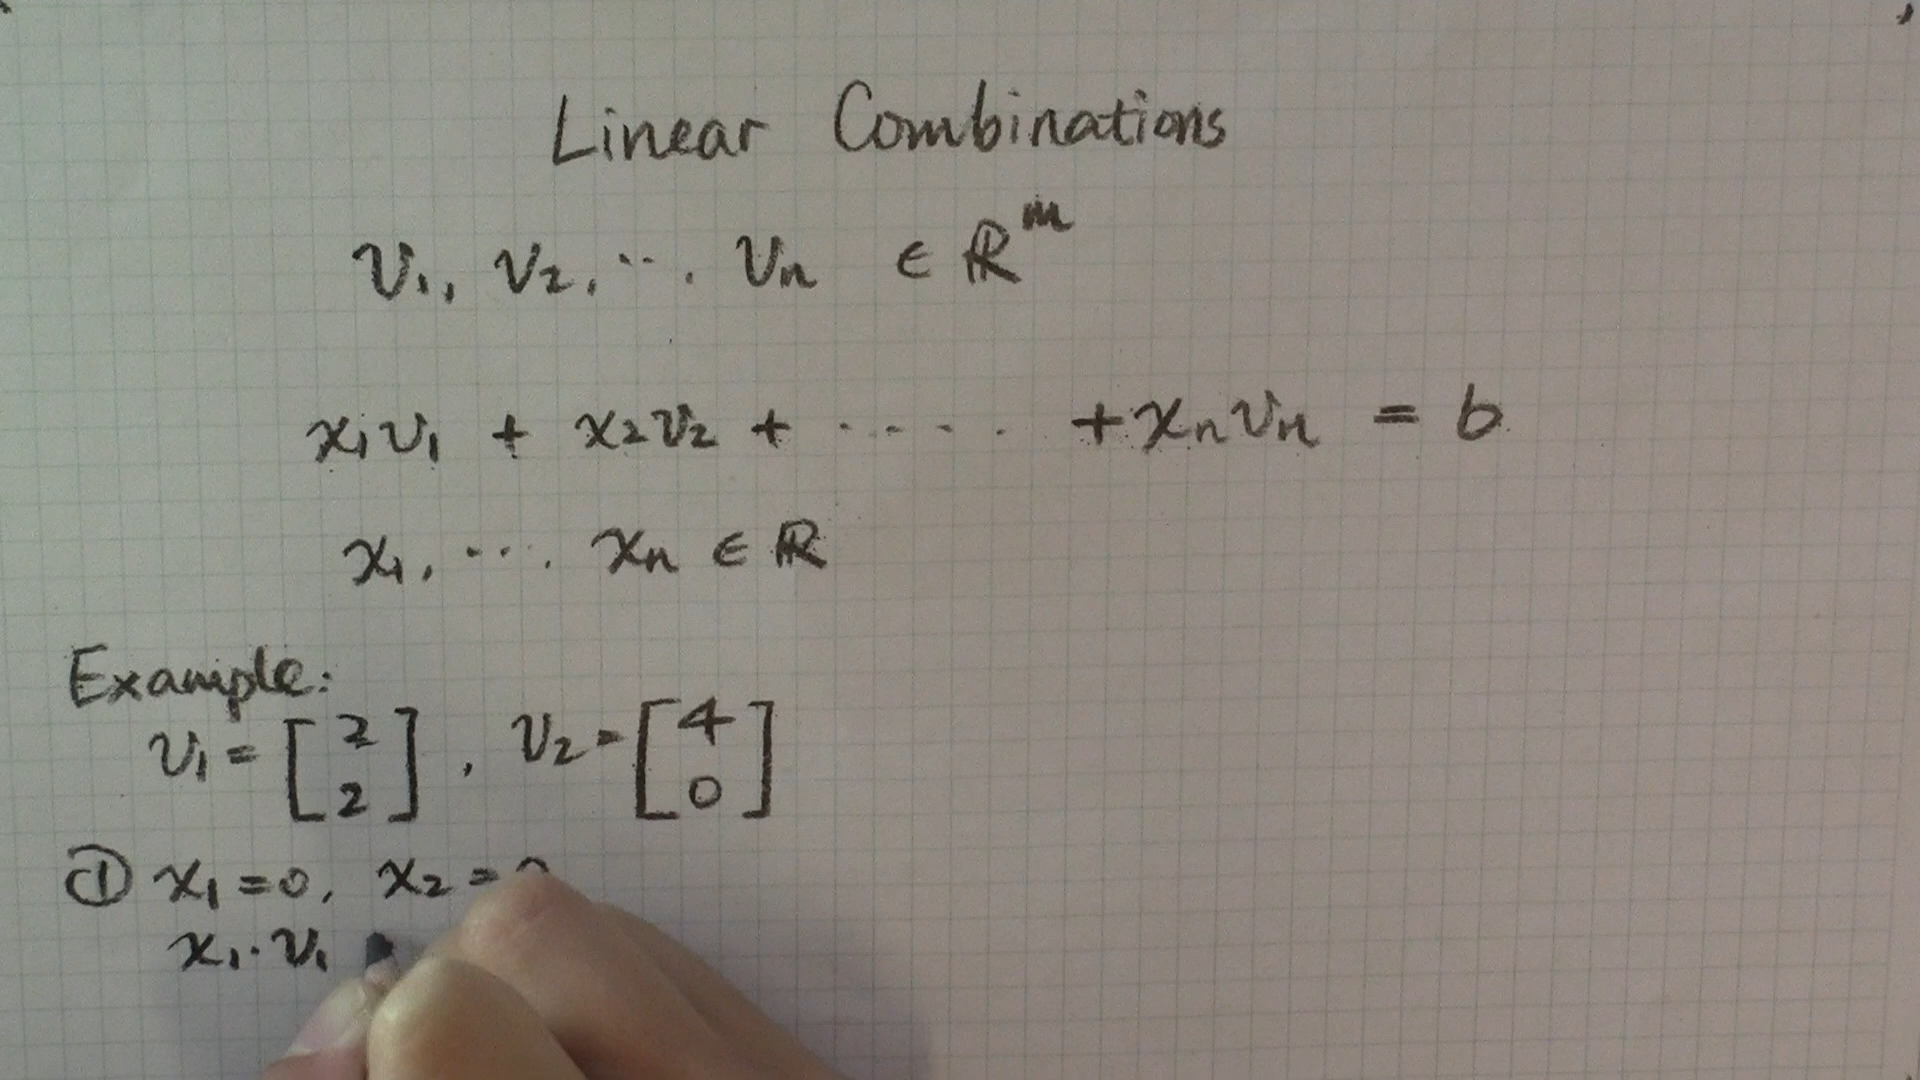 Linear Combinations
v₁, v₂, ... vₙ ∈ ℝᵐ
x₁v₁ + x₂v₂ + ..... + xₙvₙ = b
x₁, .... xₙ ∈ ℝ
Example:
v₁ = [2 2], v₂ = [4 0]
① x₁ = 0, x₂ =
x₁ · v₁